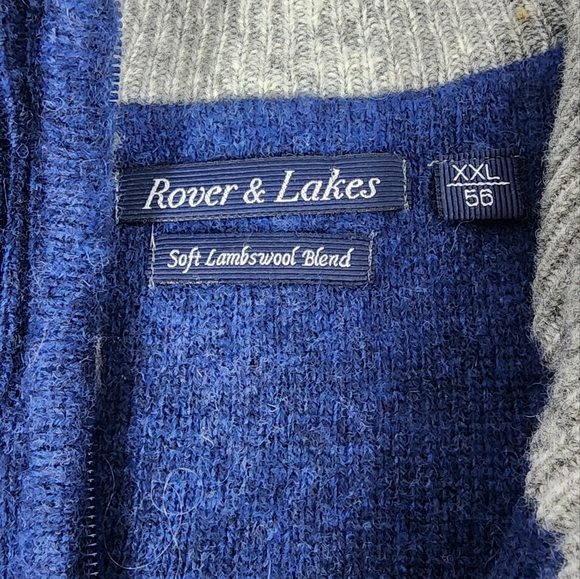 Rover & Lakes
XXL
56
Soft Lambswool Blend